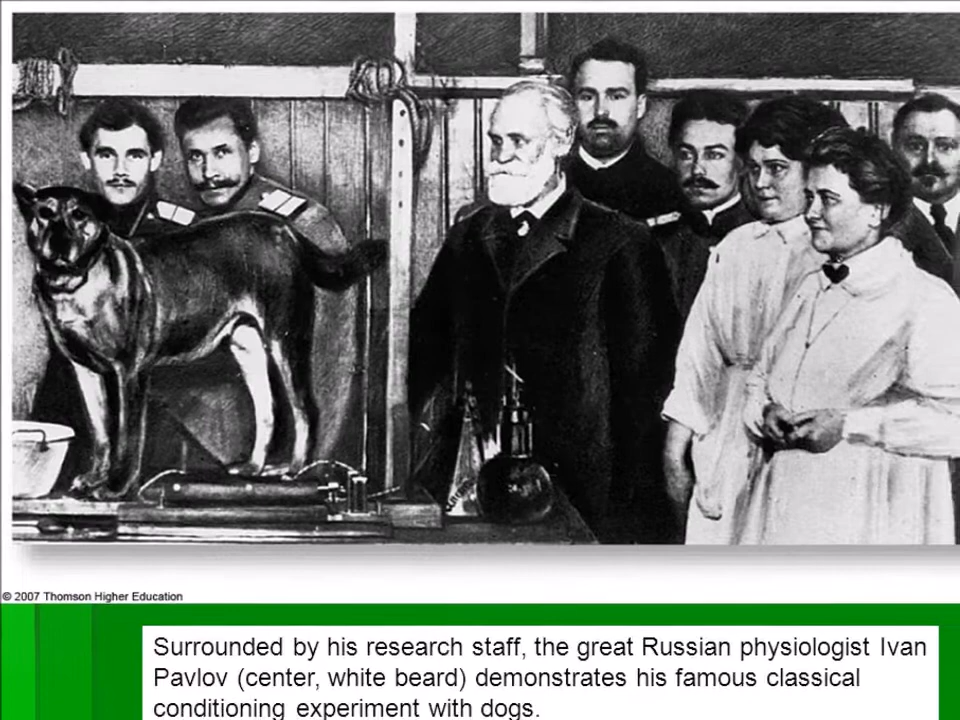 © 2007 Thomson Higher Education
Surrounded by his research staff, the great Russian physiologist Ivan
Pavlov (center, white beard) demonstrates his famous classical
conditioning experiment with dogs.